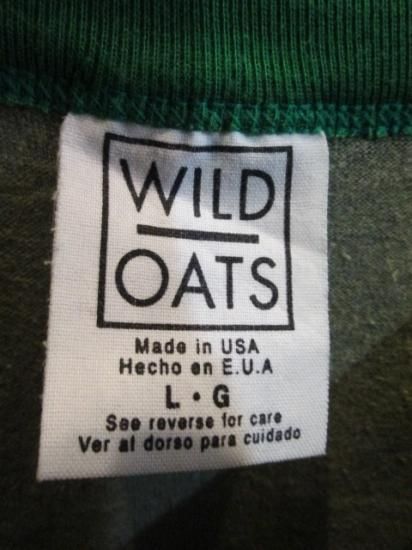 WILD
OATS
Made in USA
Hecho en E.U.A
L • G
See reverse for care
Ver al dorso para cuidado